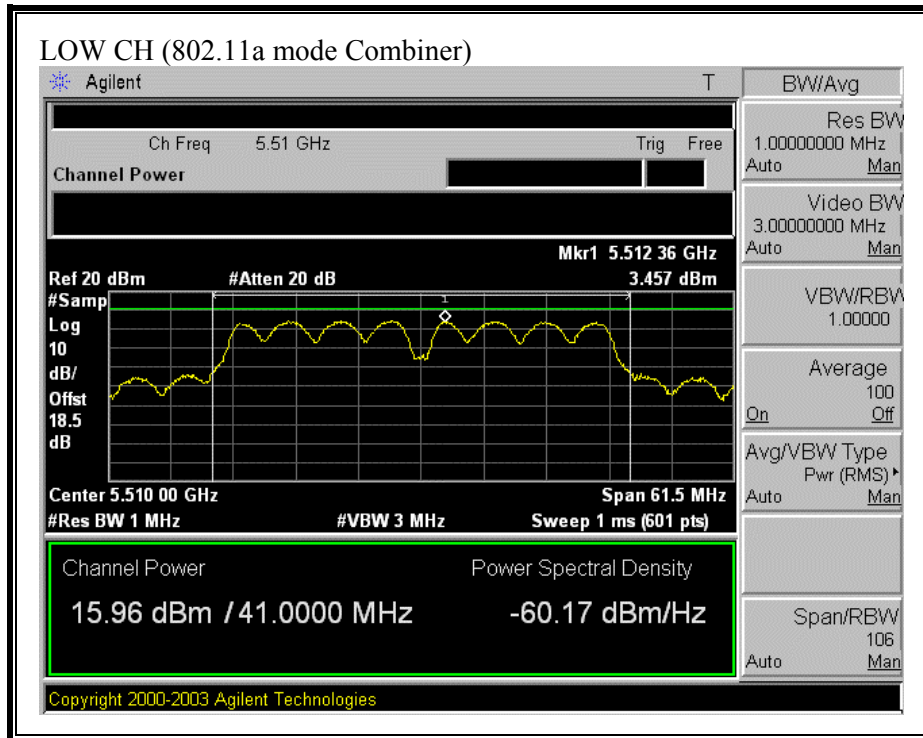 LOW CH (802.11a mode Combiner)
Agilent T
Ch Freq 5.51 GHz Trig Free
Channel Power
Mkr1 5.512 36 GHz
Ref 20 dBm #Atten 20 dB 3.457 dBm
#Samp
Log
10
dB/
Offst
18.5
dB
1
Center 5.510 00 GHz Span 61.5 MHz
#Res BW 1 MHz #VBW 3 MHz Sweep 1 ms (601 pts)
Channel Power Power Spectral Density
15.96 dBm / 41.0000 MHz -60.17 dBm/Hz
Copyright 2000-2003 Agilent Technologies
BW/Avg
Res BW
1.00000000 MHz
Auto Man
Video BW
3.00000000 MHz
Auto Man
VBW/RBW
1.00000
Average
100
On Off
Avg/VBW Type
Pwr (RMS)
Auto Man
Span/RBW
106
Auto Man